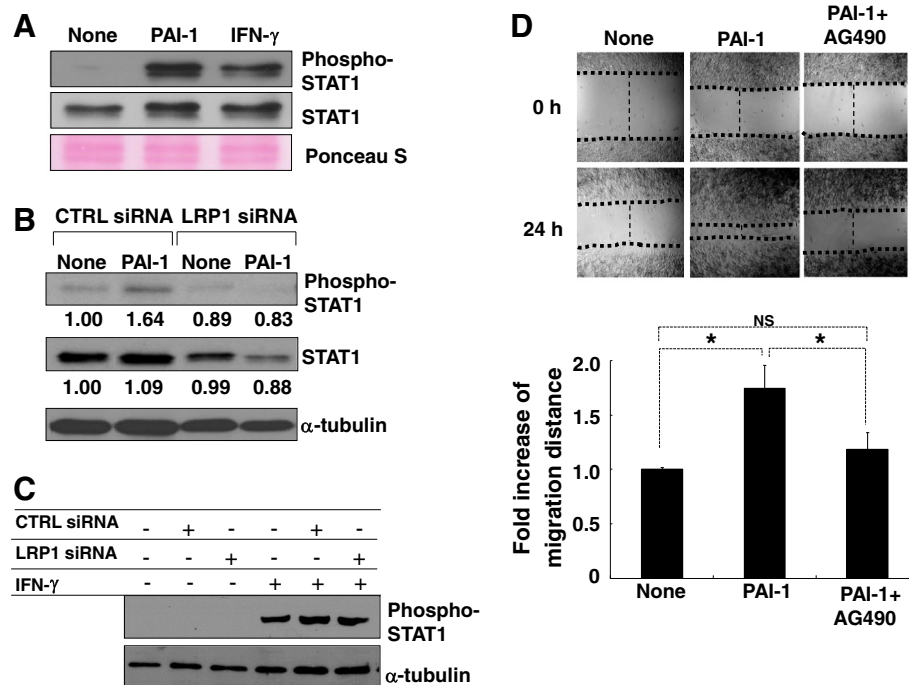 A
None PAI-1 IFN-γ
Phospho-
STAT1
STAT1
Ponceau S
B
CTRL siRNA LRP1 siRNA
None PAI-1 None PAI-1
Phospho-
STAT1
1.00 1.64 0.89 0.83
STAT1
1.00 1.09 0.99 0.88
α-tubulin
C
CTRL siRNA - + - - + -
LRP1 siRNA - - + - - +
IFN-γ - - - + + +
Phospho-
STAT1
α-tubulin
D
None PAI-1 PAI-1+
AG490
0 h
24 h
NS
* *
Fold increase of
migration distance
2.0
1.5
1.0
0.5
0
None PAI-1 PAI-1+
AG490